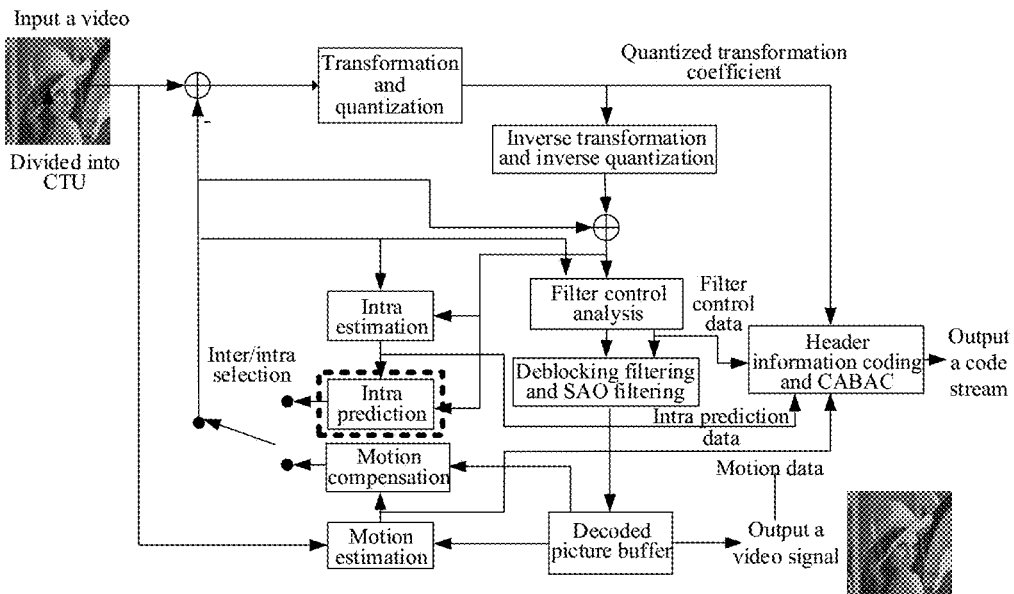 Input a video
Divided into
CTU
-
Transformation
and
quantization
Quantized transformation
coefficient
Inverse transformation
and inverse quantization
Intra
estimation
Filter control
analysis
Filter
control
data
Header
information coding
and CABAC
Output
a code
stream
Inter/intra
selection
Intra
prediction
Deblocking filtering
and SAO filtering
Intra prediction
data
Motion
compensation
Motion data
Motion
estimation
Decoded
picture buffer
Output a
video signal